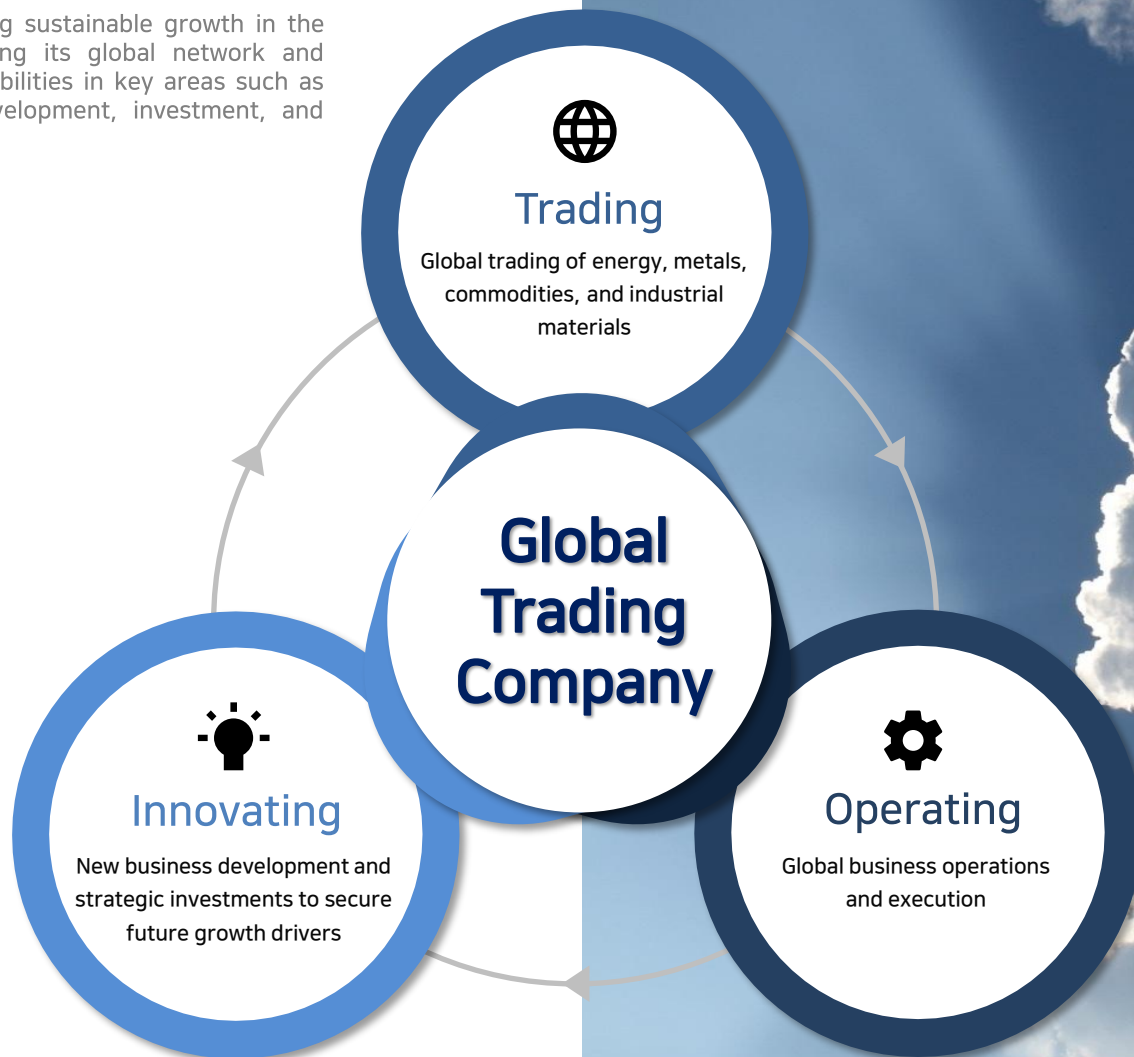 g sustainable growth in the
ng its global network and
bilities in key areas such as
velopment, investment, and
Trading
Global trading of energy, metals,
commodities, and industrial
materials
Global
Trading
Company
Innovating
New business development and
strategic investments to secure
future growth drivers
Operating
Global business operations
and execution